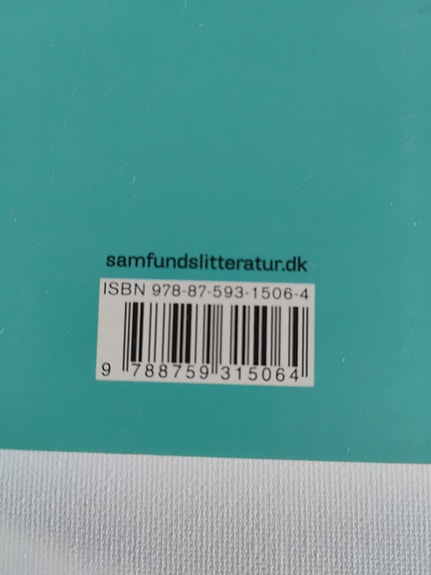 samfundslitteratur.dk
ISBN 978-87-593-1506-4
9 788759 315064